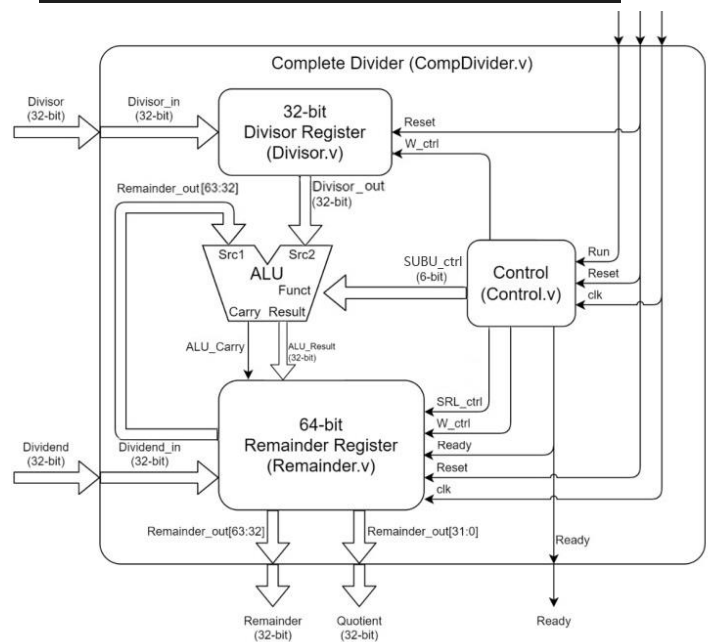 Complete Divider (CompDivider.v)
Divisor
(32-bit)
Divisor_in
(32-bit)
32-bit
Divisor Register
(Divisor.v)
Reset
W_ctrl
Remainder_out[63:32]
Divisor_out
(32-bit)
Src1
Src2
ALU
Funct
Carry
Result
SUBU_ctrl
(6-bit)
Control
(Control.v)
Run
Reset
clk
ALU_Carry
ALU_Result
(32-bit)
64-bit
Remainder Register
(Remainder.v)
SRL_ctrl
W_ctrl
Ready
Reset
clk
Dividend
(32-bit)
Dividend_in
(32-bit)
Remainder_out[63:32]
Remainder_out[31:0]
Ready
Remainder
(32-bit)
Quotient
(32-bit)
Ready